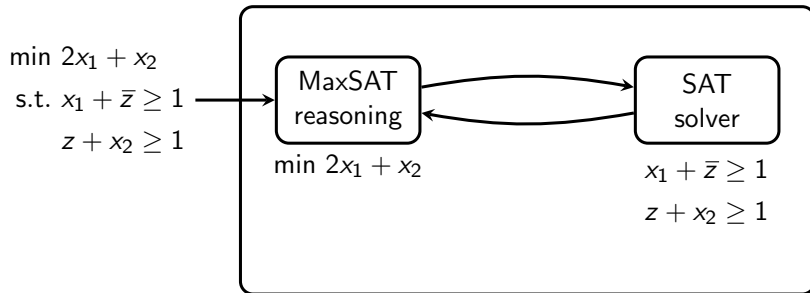 min 2x₁ + x₂
s.t. x₁ + z̅ ≥ 1
z + x₂ ≥ 1
MaxSAT
reasoning
min 2x₁ + x₂
SAT
solver
x₁ + z̅ ≥ 1
z + x₂ ≥ 1